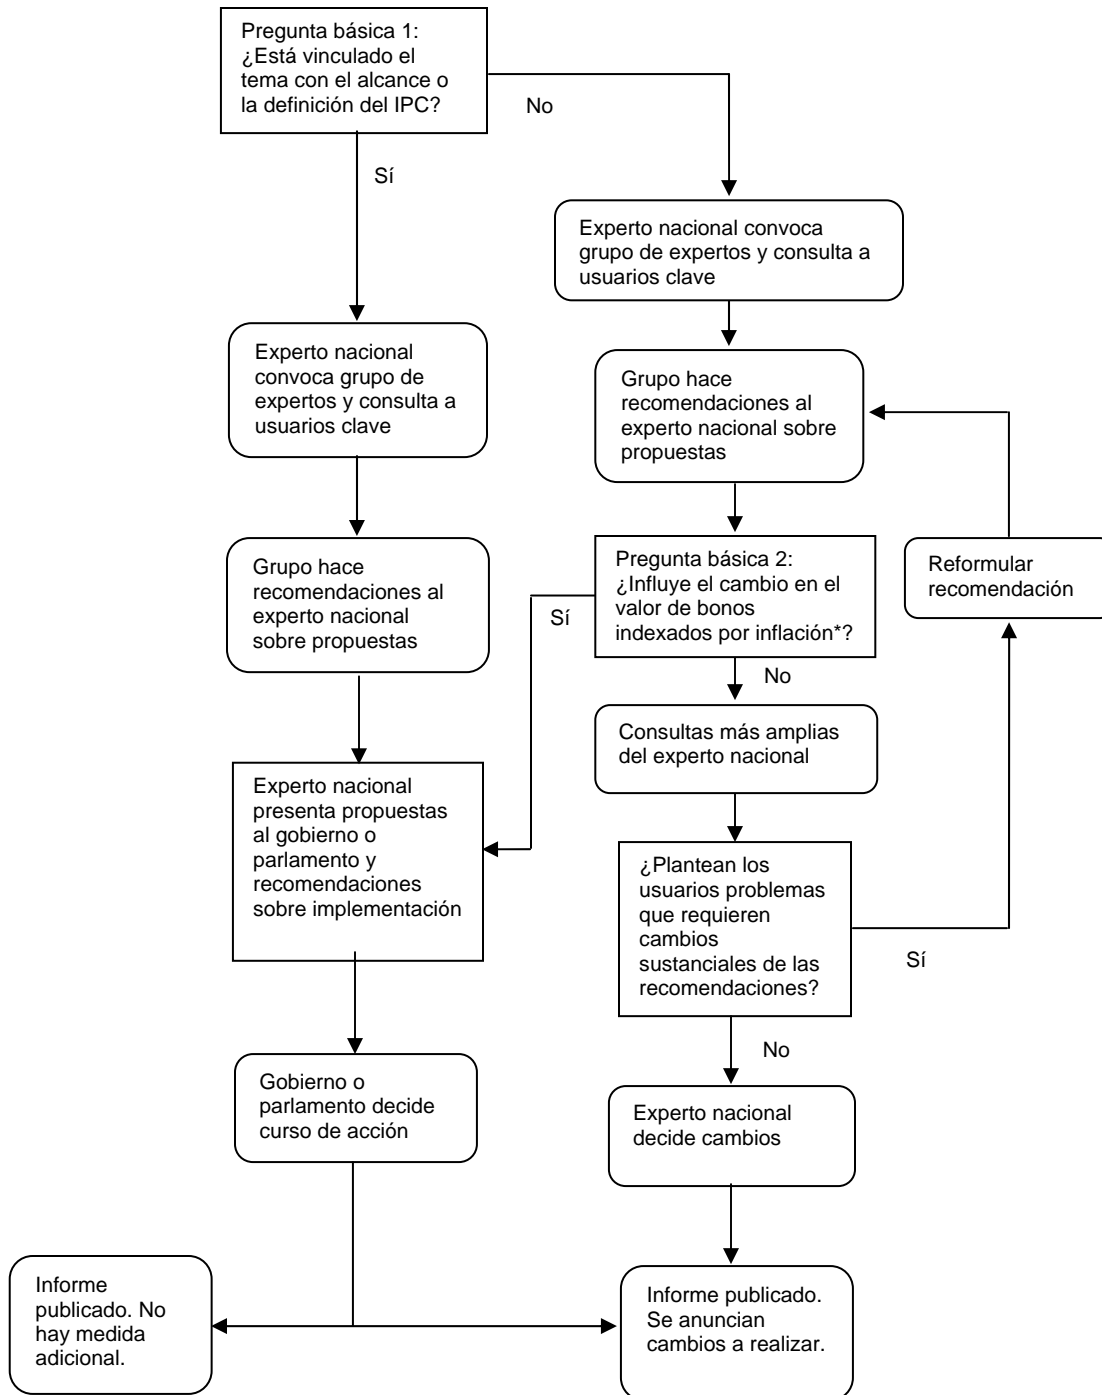 Pregunta básica 1:
¿Está vinculado el
tema con el alcance o
la definición del IPC?
No
Sí
Experto nacional convoca
grupo de expertos y consulta a
usuarios clave
Experto nacional
convoca grupo de
expertos y consulta a
usuarios clave
Grupo hace
recomendaciones al
experto nacional sobre
propuestas
Grupo hace
recomendaciones al
experto nacional
sobre propuestas
Pregunta básica 2:
¿Influye el cambio en el
valor de bonos
indexados por inflación*?
Sí
No
Reformular
recomendación
Consultas más amplias
del experto nacional
Experto nacional
presenta propuestas
al gobierno o
parlamento y
recomendaciones
sobre implementación
¿Plantean los
usuarios problemas
que requieren
cambios
sustanciales de las
recomendaciones?
Sí
No
Gobierno o
parlamento decide
curso de acción
Experto nacional
decide cambios
Informe
publicado. No
hay medida
adicional.
Informe publicado.
Se anuncian
cambios a realizar.